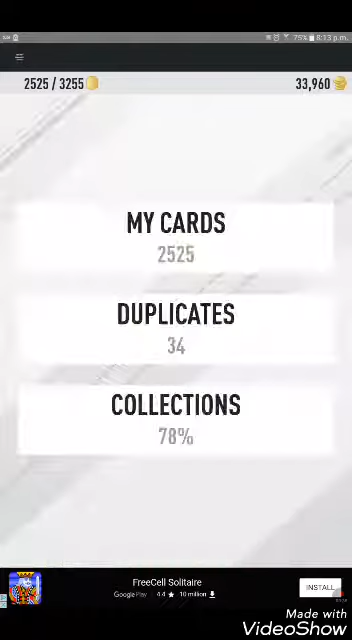 75% 8:13 p.m.
2525 / 3255
33,960
MY CARDS
2525
DUPLICATES
34
COLLECTIONS
78%
FreeCell Solitaire
Google Play 4.4 ★ 10 million
INSTALL
Made with
VideoShow